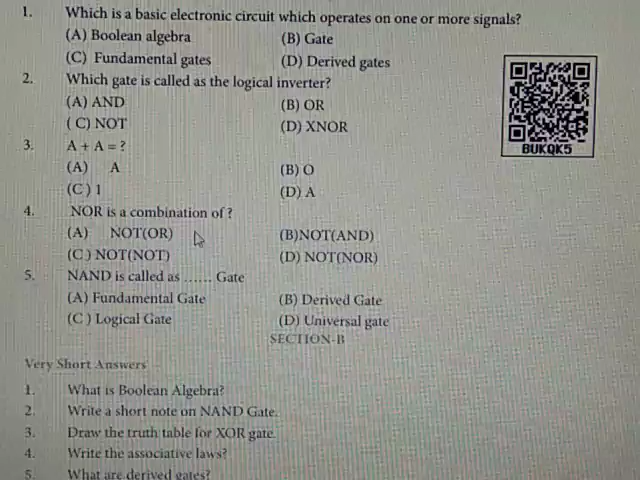 1. Which is a basic electronic circuit which operates on one or more signals?
(A) Boolean algebra (B) Gate
(C) Fundamental gates (D) Derived gates
2. Which gate is called as the logical inverter?
(A) AND (B) OR
( C) NOT (D) XNOR
3. A + A = ?
(A) A (B) O
(C ) 1 (D) A
BUKQK5
4. NOR is a combination of ?
(A) NOT(OR) (B)NOT(AND)
(C ) NOT(NOT) (D) NOT(NOR)
5. NAND is called as ...... Gate
(A) Fundamental Gate (B) Derived Gate
(C ) Logical Gate (D) Universal gate
SECTION-B
Very Short Answers
1. What is Boolean Algebra?
2. Write a short note on NAND Gate.
3. Draw the truth table for XOR gate.
4. Write the associative laws?
5. What are derived gates?